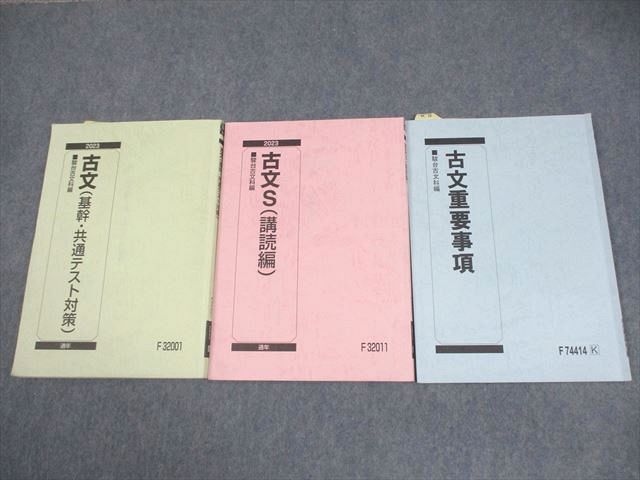 2023
古文(基幹・共通テスト対策)
■駿台古文科編
通年
F32001
2023
古文S(講読編)
■駿台古文科編
通年
F32011
古文重要事項
■駿台古文科編
F74414 K